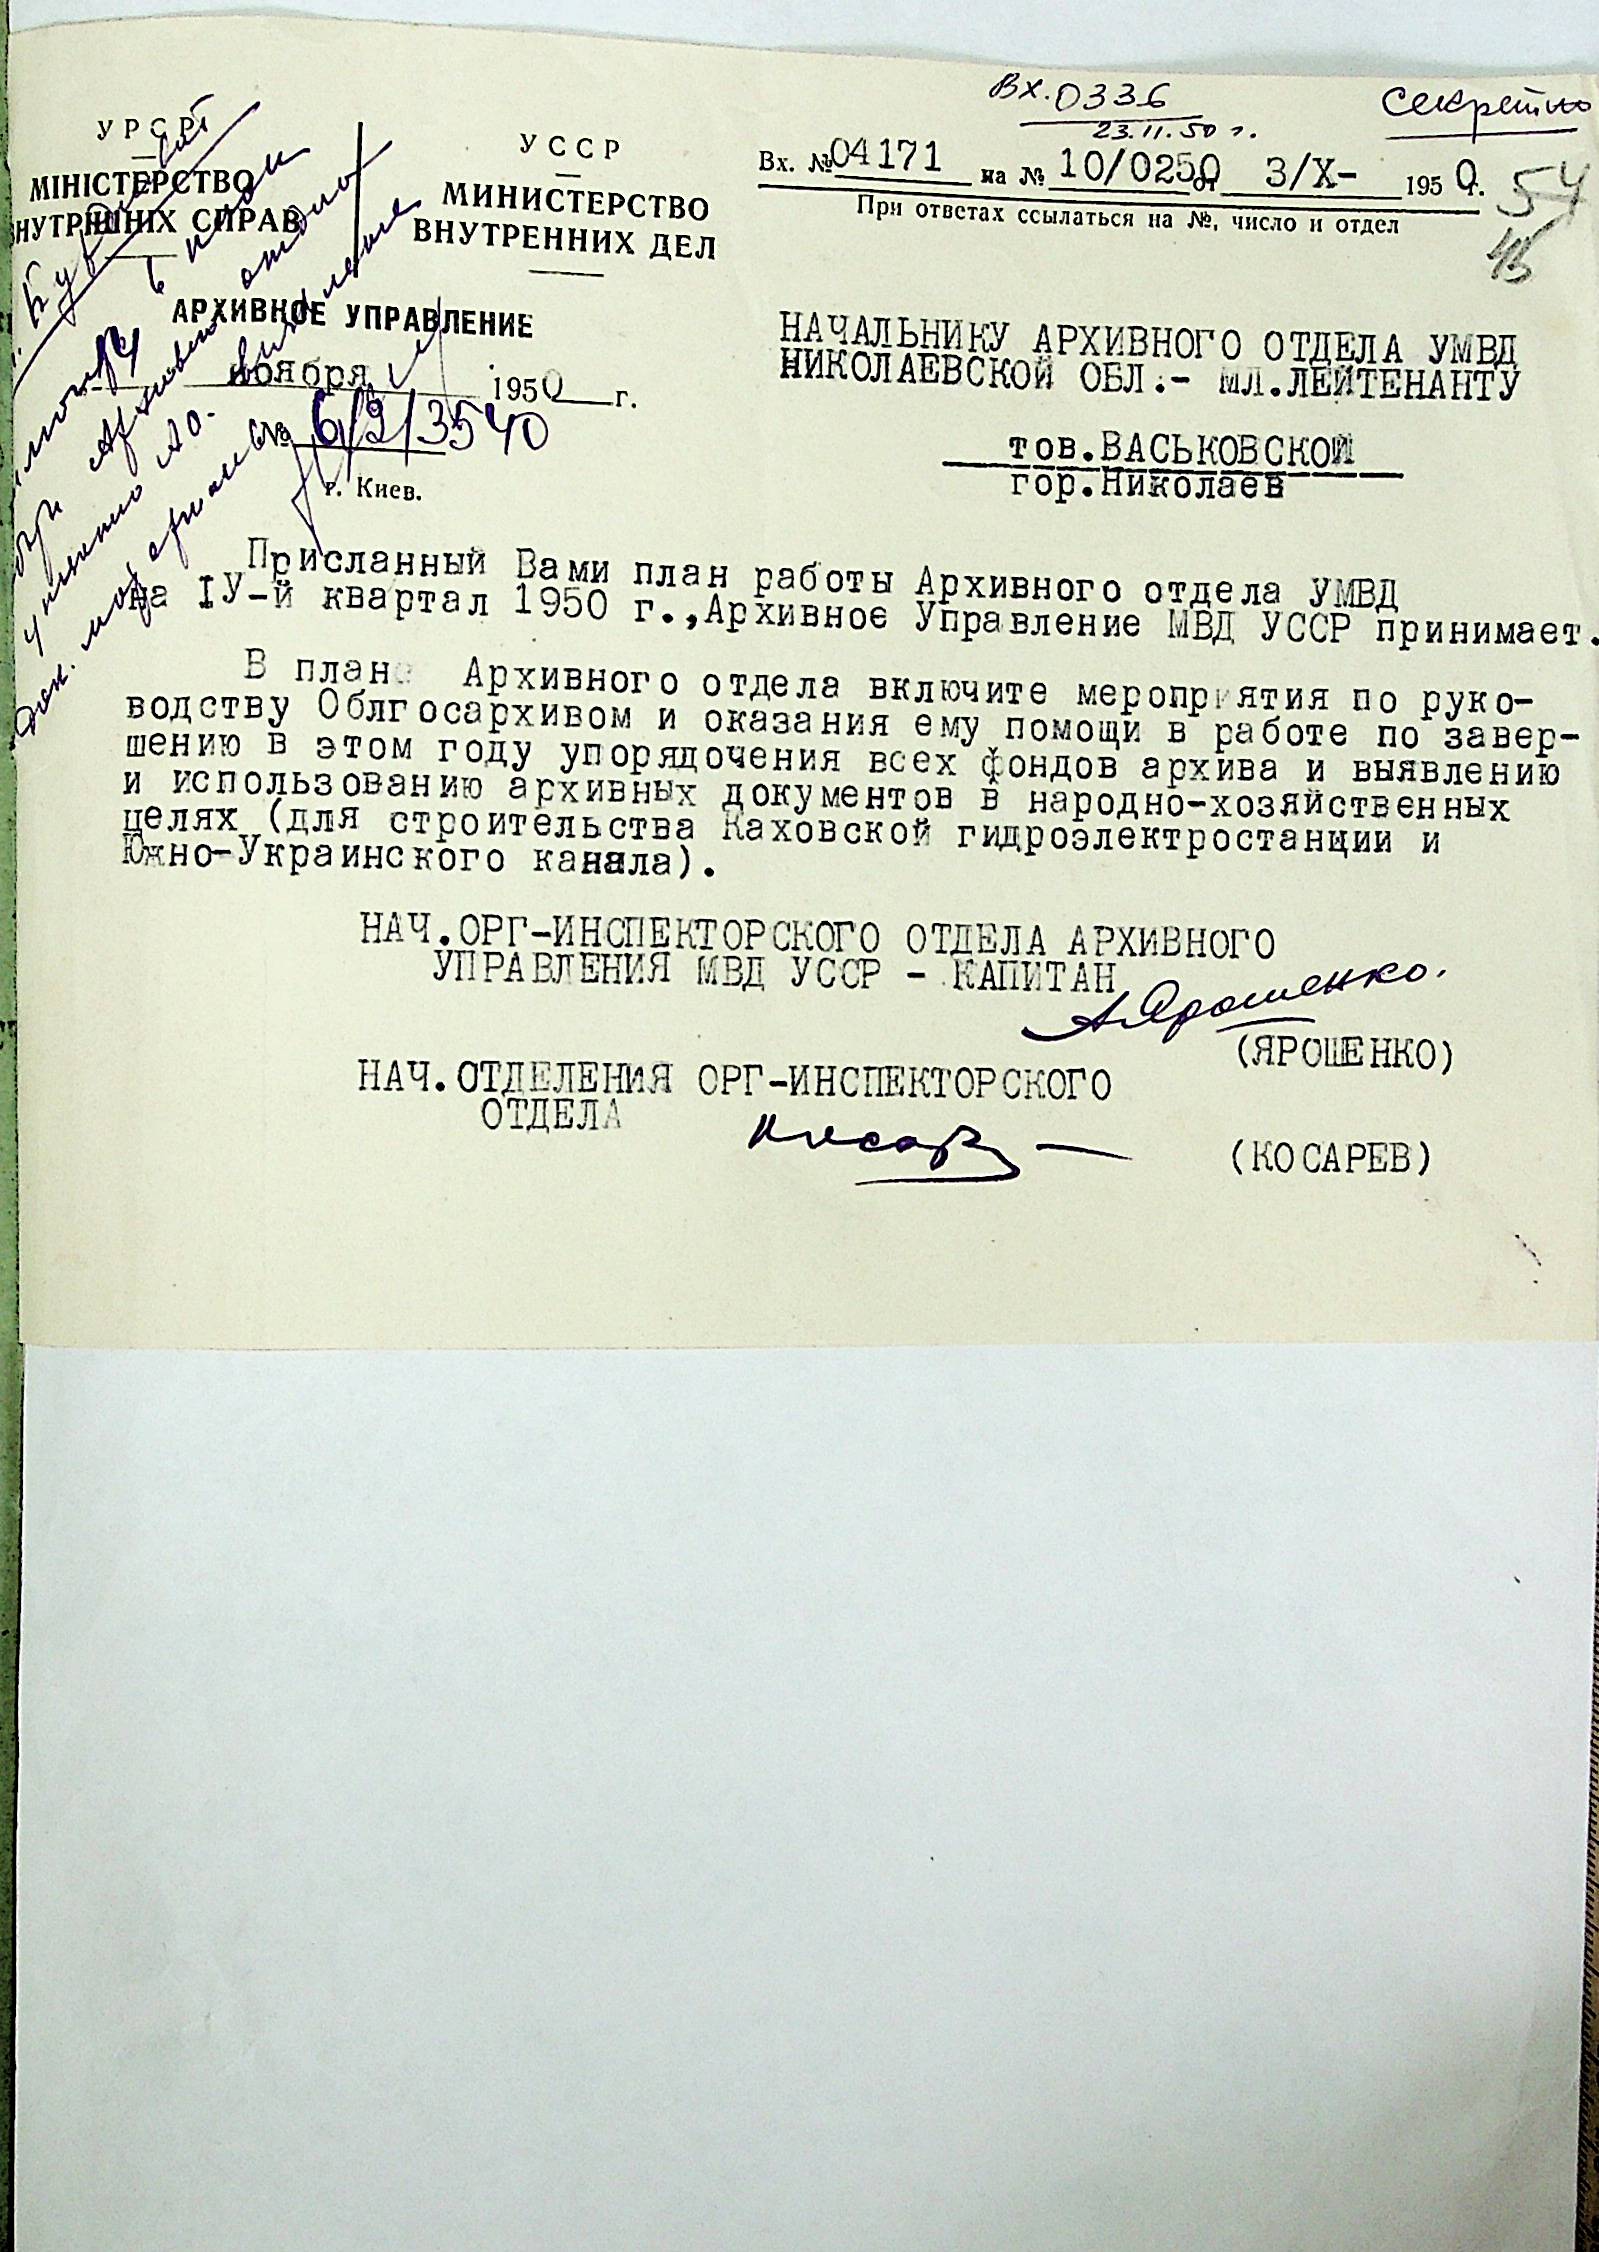 Вх. 0336
23.11.50 г.
Секретно
Вх. № 04171 на № 10/0250 от 3/X- 1950 г.
При ответах ссылаться на №, число и отдел
54
45
УРСР
МІНІСТЕРСТВО
ВНУТРІШНІХ СПРАВ
УССР
МИНИСТЕРСТВО
ВНУТРЕННИХ ДЕЛ
АРХИВНОЕ УПРАВЛЕНИЕ
ноября 1950 г.
№ 6/2/3540
г. Киев.
НАЧАЛЬНИКУ АРХИВНОГО ОТДЕЛА УМВД
НИКОЛАЕВСКОЙ ОБЛ.- МЛ.ЛЕЙТЕНАНТУ
тов.ВАСЬКОВСКОЙ
гор.Николаев
Присланный Вами план работы Архивного отдела УМВД
на IУ-й квартал 1950 г.,Архивное Управление МВД УССР принимает.
В плане Архивного отдела включите мероприятия по руко-
водству Облгосархивом и оказания ему помощи в работе по завер-
шению в этом году упорядочения всех фондов архива и выявлению
и использованию архивных документов в народно-хозяйственных
целях (для строительства Каховской гидроэлектростанции и
Южно-Украинского канала).
НАЧ.ОРГ-ИНСПЕКТОРСКОГО ОТДЕЛА АРХИВНОГО
УПРАВЛЕНИЯ МВД УССР - КАПИТАН
А Ярошенко.
(ЯРОШЕНКО)
НАЧ.ОТДЕЛЕНИЯ ОРГ-ИНСПЕКТОРСКОГО
ОТДЕЛА
(КОСАРЕВ)